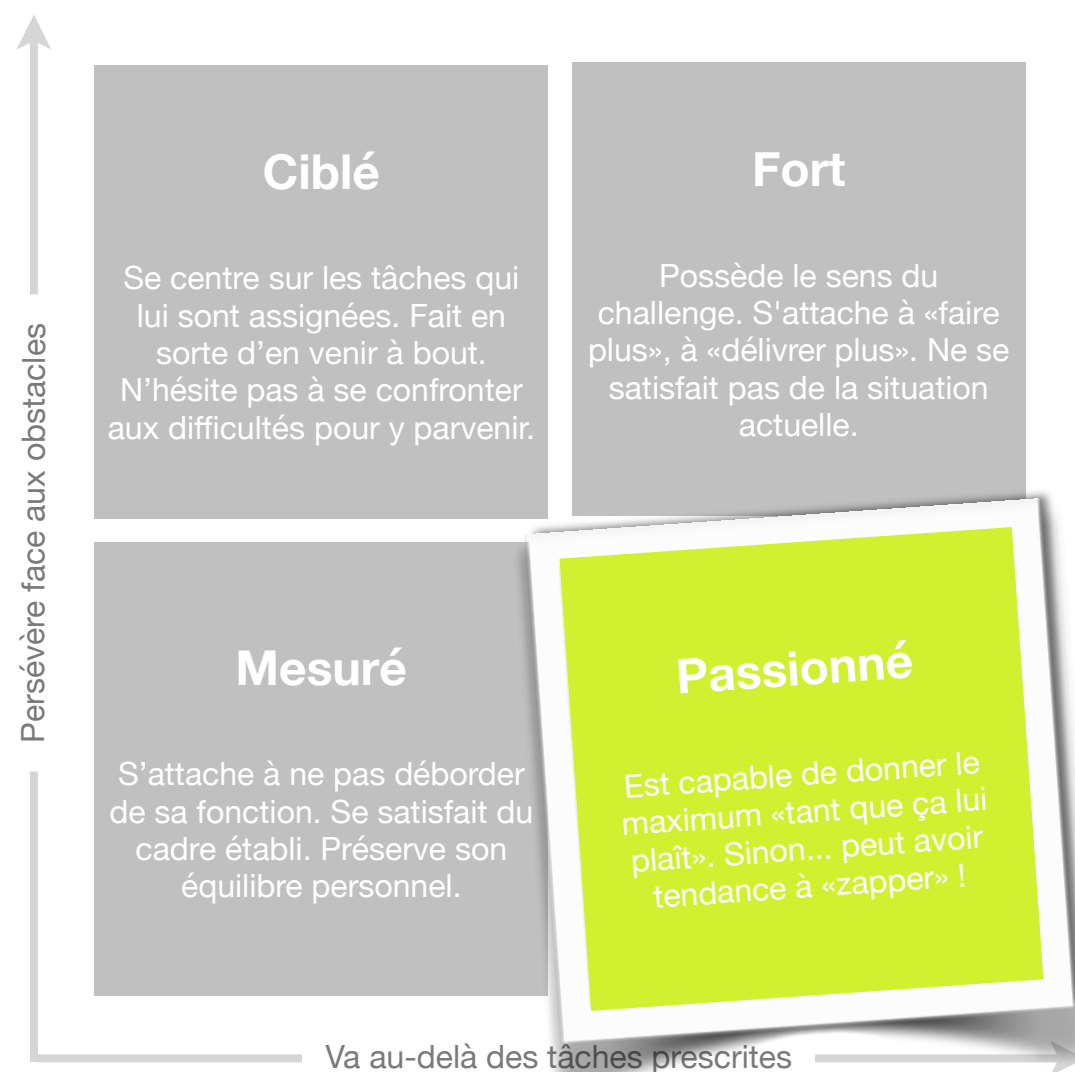 Ciblé
Se centre sur les tâches qui
lui sont assignées. Fait en
sorte d’en venir à bout.
N’hésite pas à se confronter
aux difficultés pour y parvenir.
Fort
Possède le sens du
challenge. S'attache à «faire
plus», à «délivrer plus». Ne se
satisfait pas de la situation
actuelle.
Persévère face aux obstacles
Mesuré
S’attache à ne pas déborder
de sa fonction. Se satisfait du
cadre établi. Préserve son
équilibre personnel.
Passionné
Est capable de donner le
maximum «tant que ça lui
plaît». Sinon... peut avoir
tendance à «zapper» !
Va au-delà des tâches prescrites